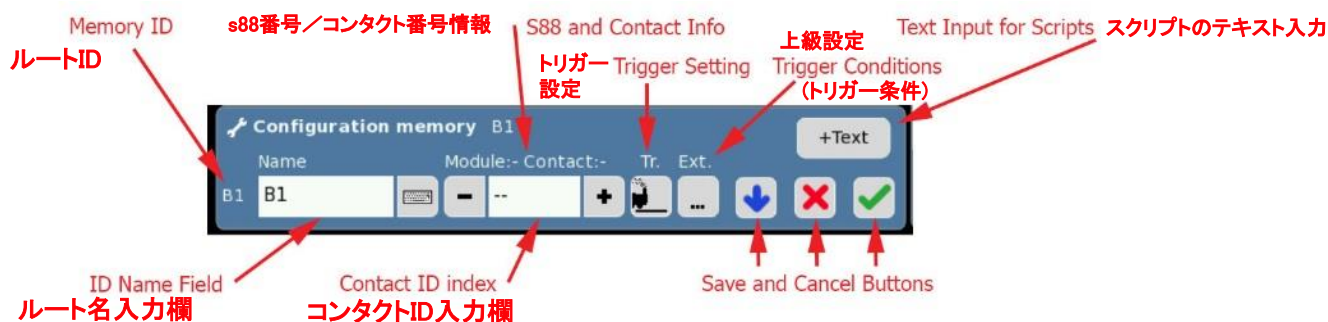 Memory ID
ルートID
s88番号／コンタクト番号情報
S88 and Contact Info
トリガー
設定
Trigger Setting
上級設定
Trigger Conditions
(トリガー条件)
Text Input for Scripts
スクリプトのテキスト入力
Configuration memory B1
+Text
Name
Module:- Contact:-
Tr.
Ext.
B1
B1
--
...
ID Name Field
ルート名入力欄
Contact ID index
コンタクトID入力欄
Save and Cancel Buttons